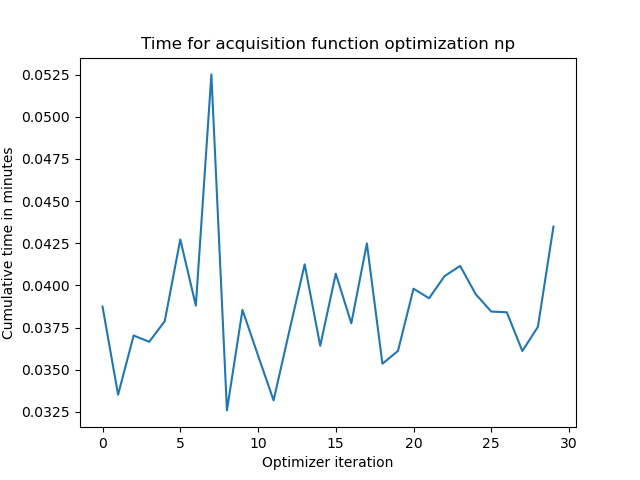 Time for acquisition function optimization np
Cumulative time in minutes
0.0525
0.0500
0.0475
0.0450
0.0425
0.0400
0.0375
0.0350
0.0325
0 5 10 15 20 25 30
Optimizer iteration